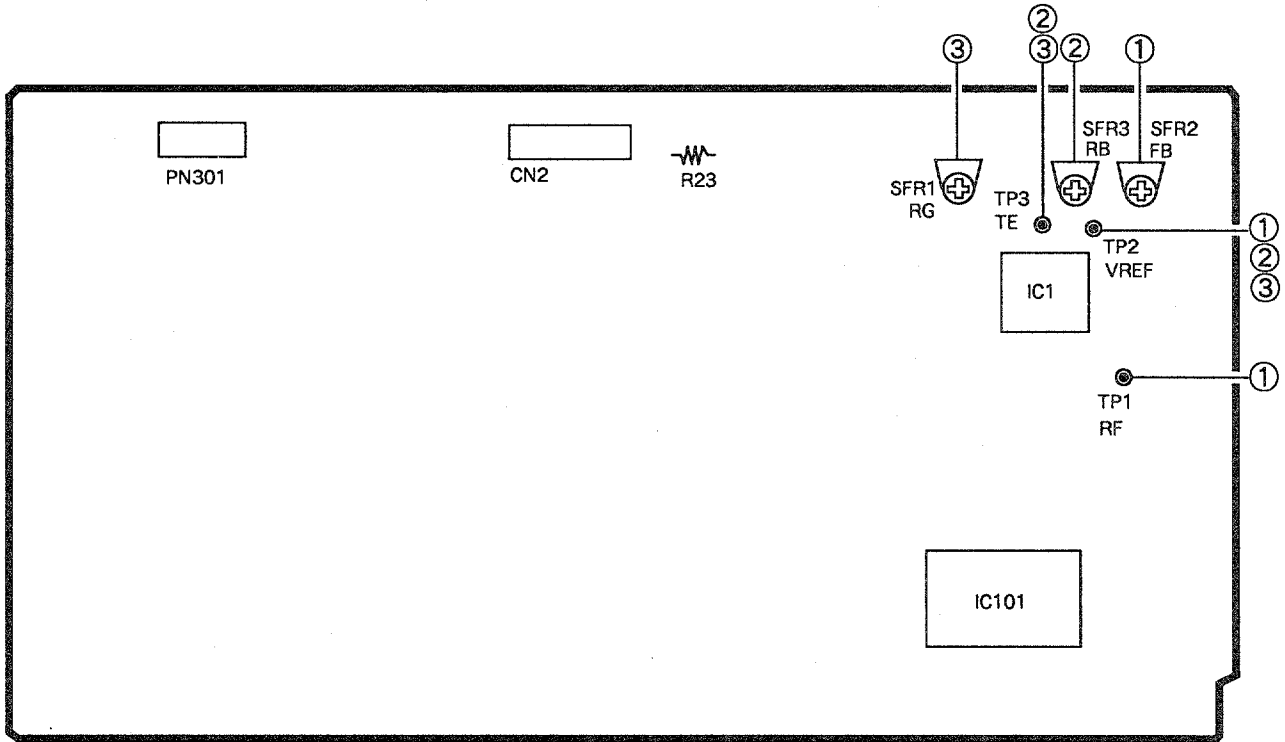 ②
③ ③ ② ①
SFR3 SFR2
RB FB
PN301
CN2
R23
SFR1
RG
TP3
TE
①
TP2
VREF
②
③
IC1
①
TP1
RF
IC101